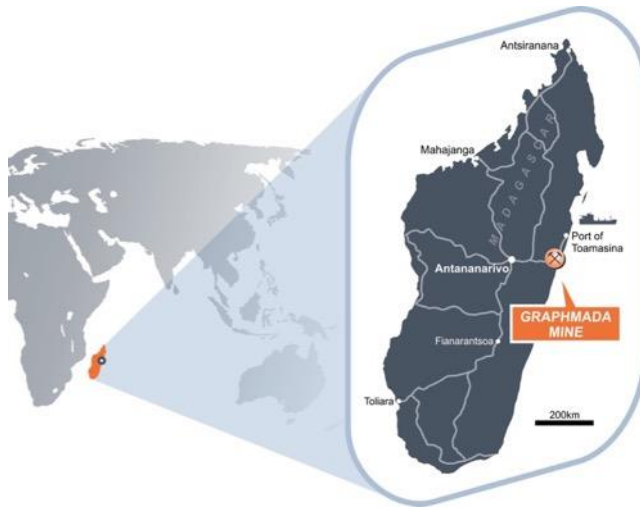 Antsiranana
Mahajanga
MADAGASCAR
Port of
Toamasina
Antananarivo
GRAPHMADA
MINE
Fianarantsoa
Toliara
200km